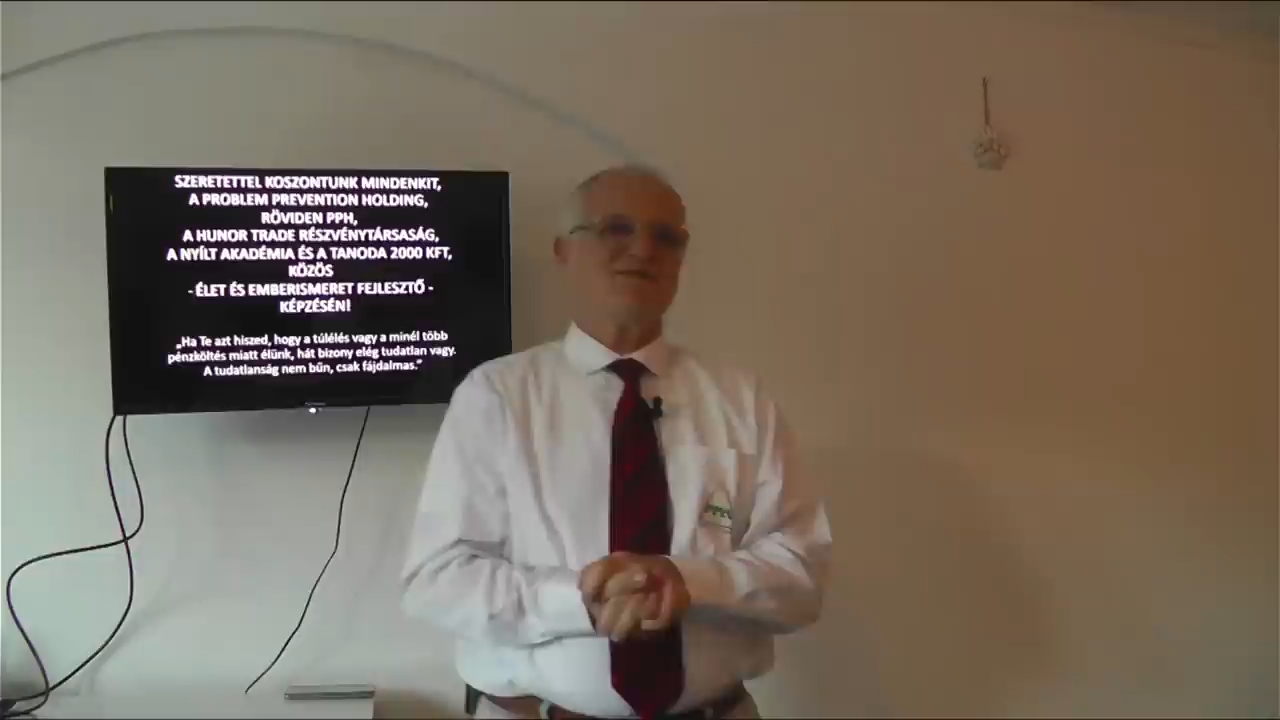 SZERETETTEL KOSZONTUNK MINDENKIT,
A PROBLEM PREVENTION HOLDING,
RÖVIDEN PPH,
A HUNOR TRADE RÉSZVÉNYTÁRSASÁG,
A NYÍLT AKADÉMIA ÉS A TANODA 2000 KFT,
KÖZÖS
- ÉLET ÉS EMBERISMERET FEJLESZTŐ -
KÉPZÉSÉN!
„Ha Te azt hiszed, hogy a túlélés vagy a minél több
pénzköltés miatt élünk, hát bizony elég tudatlan vagy.
A tudatlanság nem bűn, csak fájdalmas.”